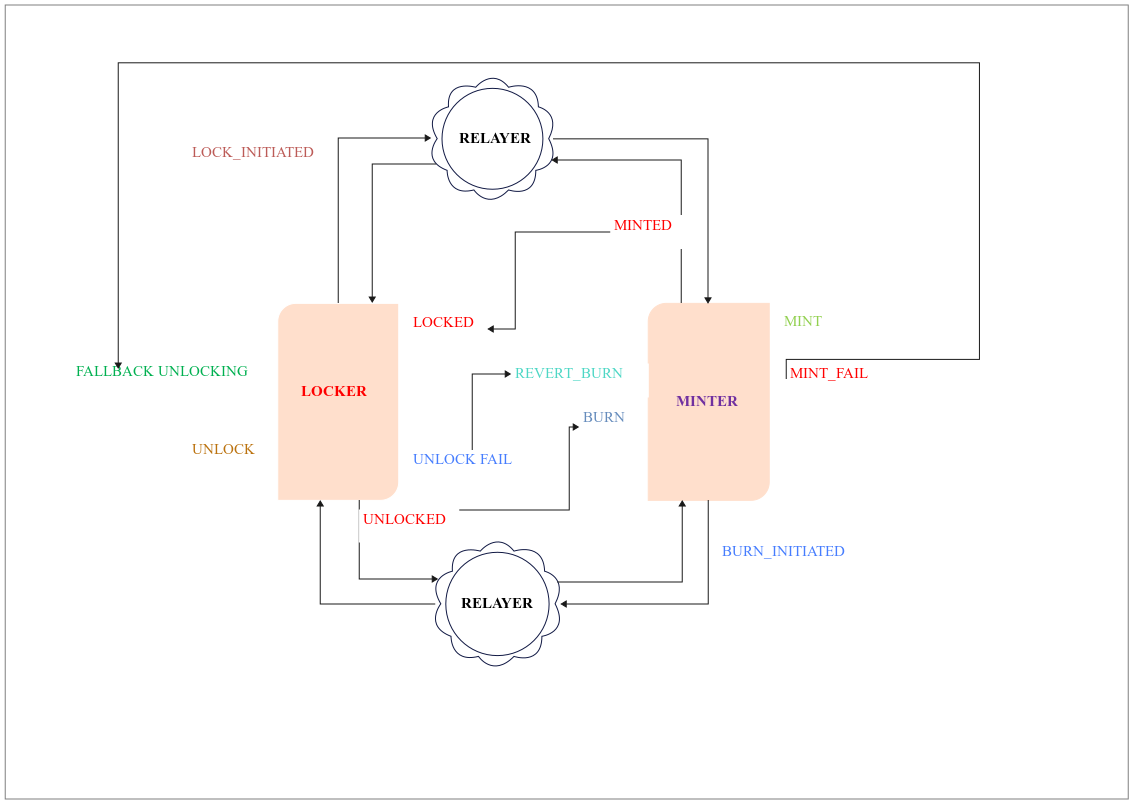 RELAYER
LOCK_INITIATED
MINTED
LOCKED
MINT
FALLBACK UNLOCKING
REVERT_BURN
MINT_FAIL
LOCKER
MINTER
BURN
UNLOCK
UNLOCK FAIL
UNLOCKED
BURN_INITIATED
RELAYER